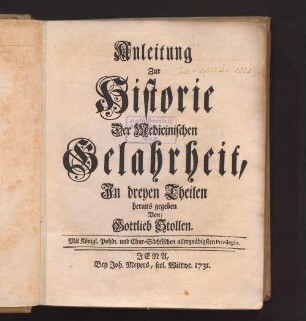 Anleitung
Zur
Historie
Der Medicinischen
Gelahrheit,
In dreyen Theilen
heraus gegeben
Von,
Gottlieb Stollen.
Mit Königl. Pohln. und Chur-Sächsischen allergnädigsten Privilegio.
JENA,
Bey Joh. Meyers, seel. Wittwe. 1731.